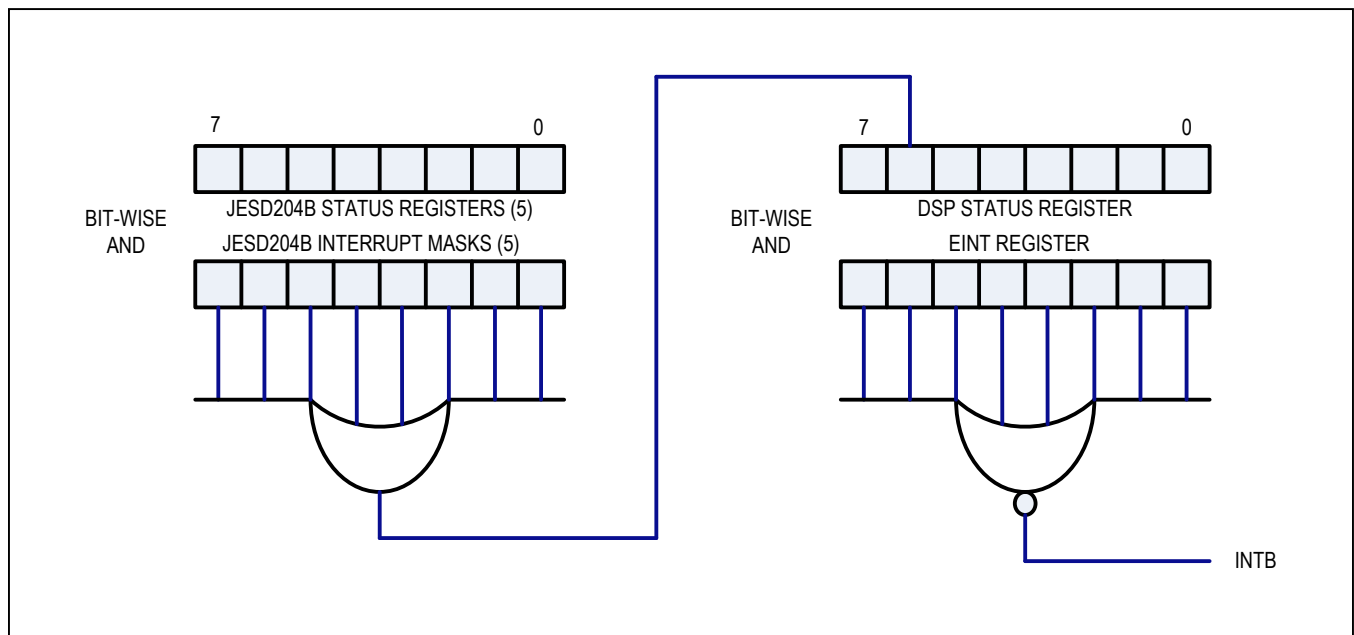 7 0
JESD204B STATUS REGISTERS (5)
BIT-WISE
AND
JESD204B INTERRUPT MASKS (5)
7 0
DSP STATUS REGISTER
BIT-WISE
AND
EINT REGISTER
INTB